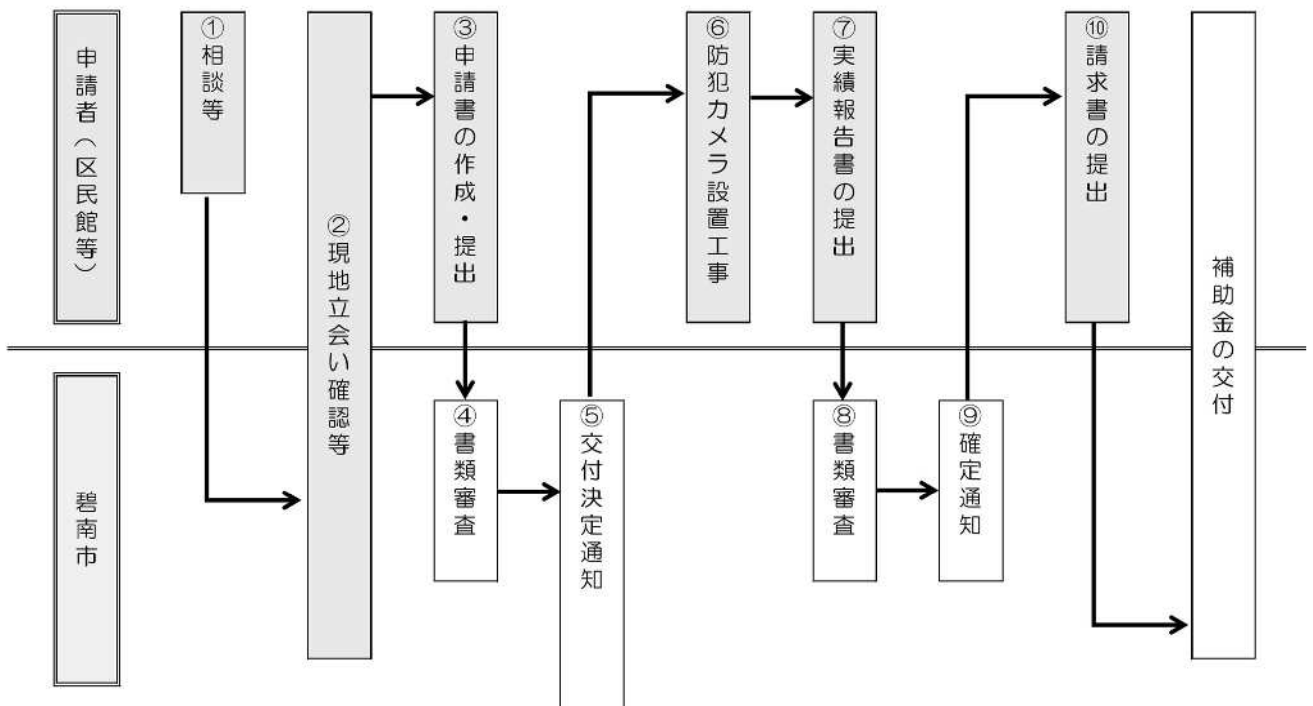 申請者（区民館等）
碧南市
①相談等
②現地立会い確認等
③申請書の作成・提出
④書類審査
⑤交付決定通知
⑥防犯カメラ設置工事
⑦実績報告書の提出
⑧書類審査
⑨確定通知
⑩請求書の提出
補助金の交付